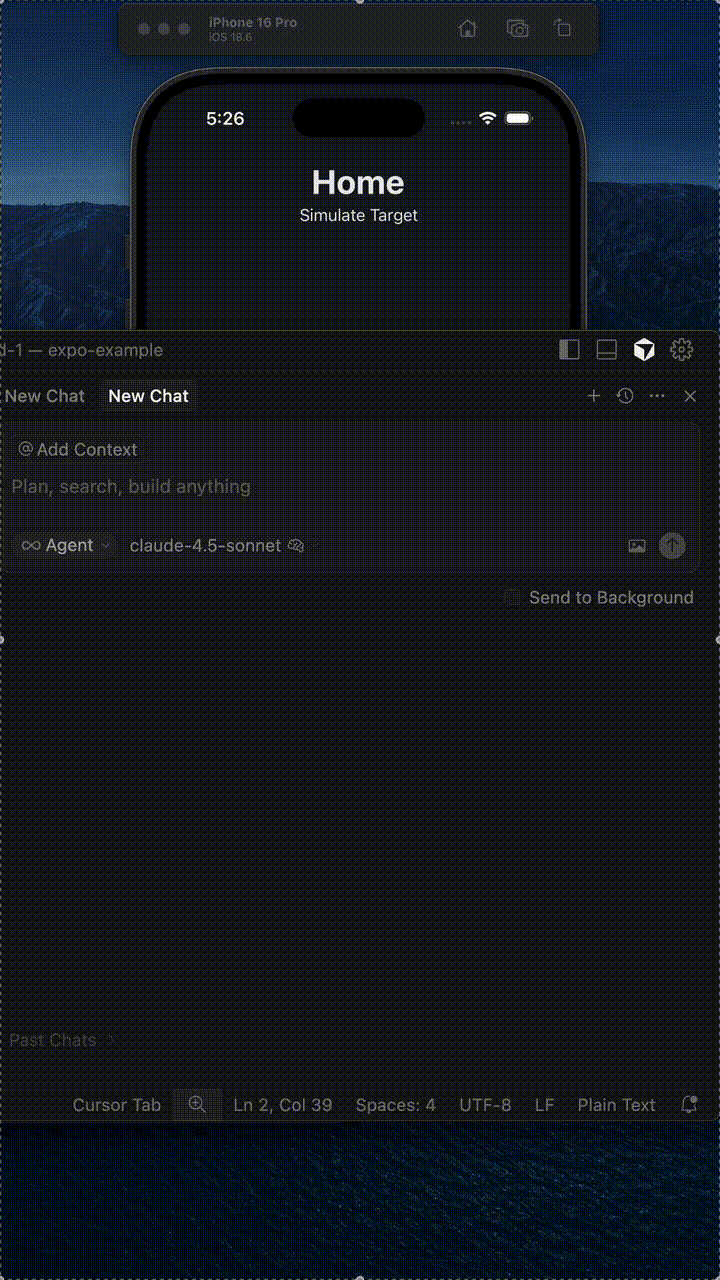 iPhone 16 Pro
iOS 18.6
5:26
Home
Simulate Target
d-1 — expo-example
New Chat New Chat
@ Add Context
Plan, search, build anything
∞ Agent claude-4.5-sonnet
Send to Background
Past Chats
Cursor Tab Ln 2, Col 39 Spaces: 4 UTF-8 LF Plain Text